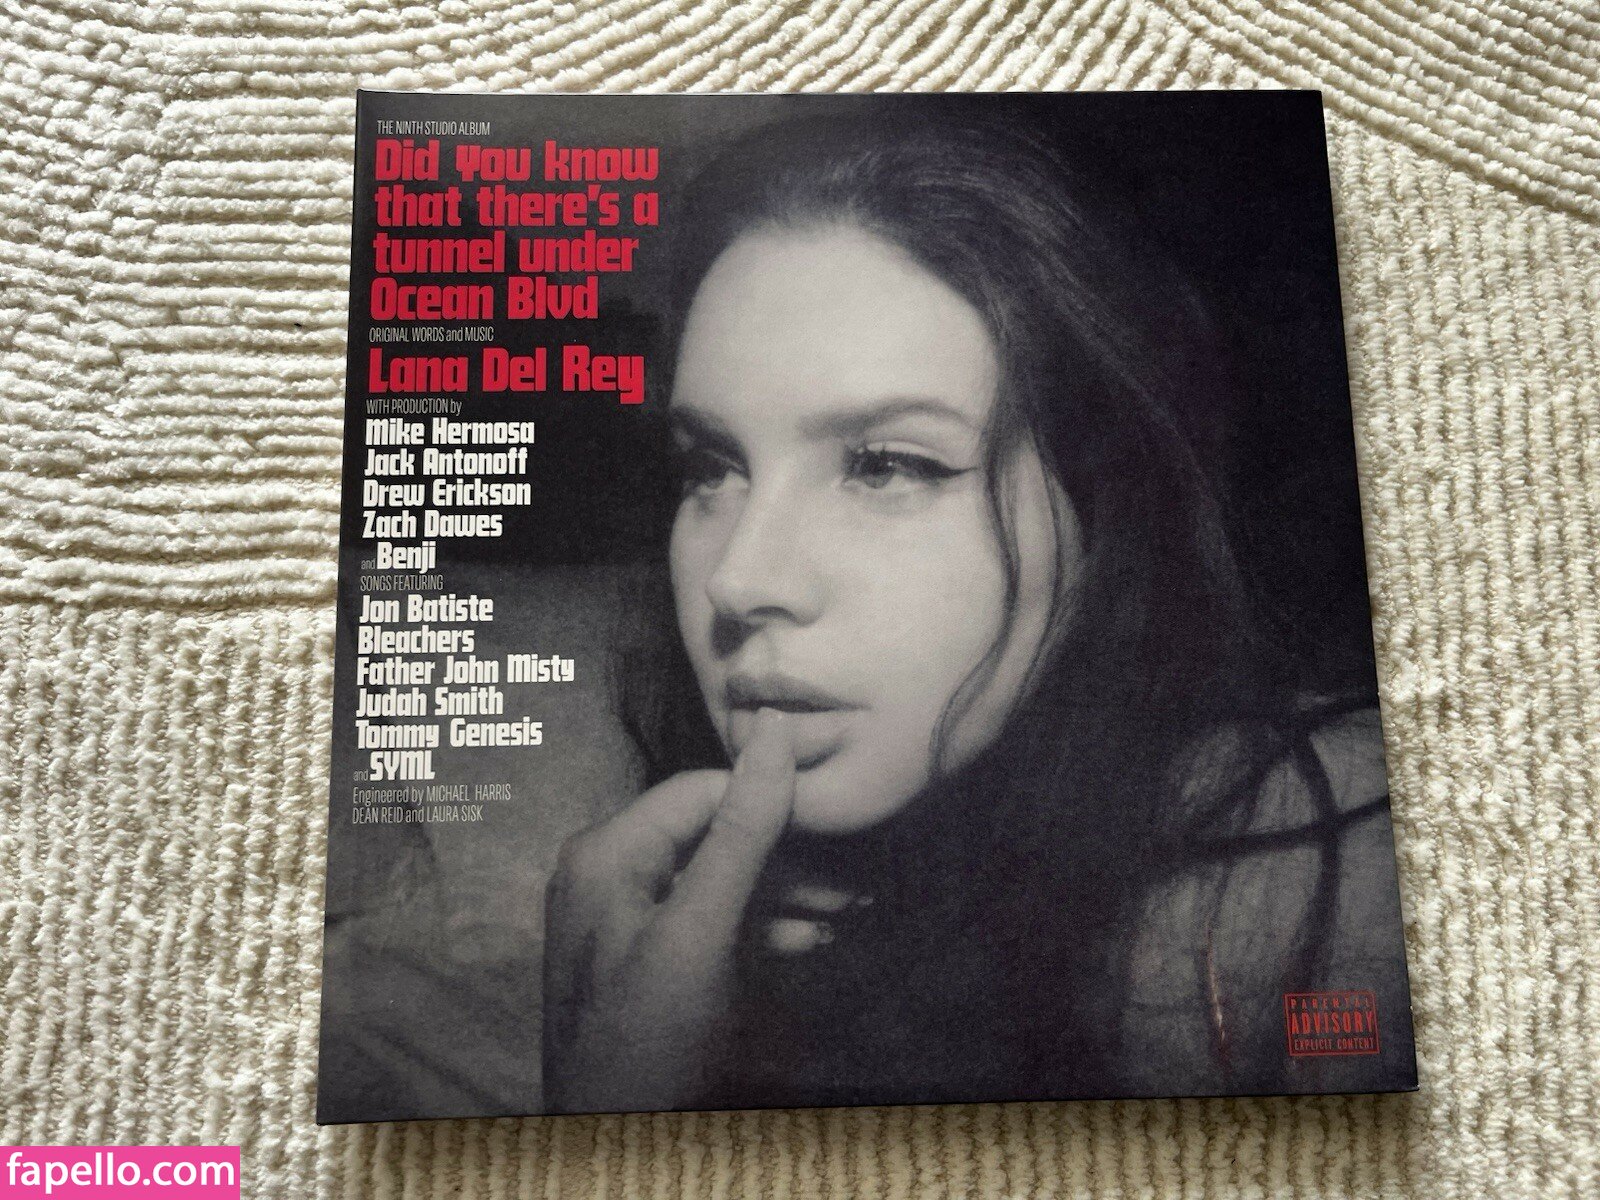 THE NINTH STUDIO ALBUM
Did you know
that there's a
tunnel under
Ocean Blvd
ORIGINAL WORDS and MUSIC
Lana Del Rey
WITH PRODUCTION by
Mike Hermosa
Jack Antonoff
Drew Erickson
Zach Dawes
and Benji
SONGS FEATURING
Jon Batiste
Bleachers
Father John Misty
Judah Smith
Tommy Genesis
and SYML
Engineered by MICHAEL HARRIS
DEAN REID and LAURA SISK
PARENTAL
ADVISORY
EXPLICIT CONTENT
fapello.com